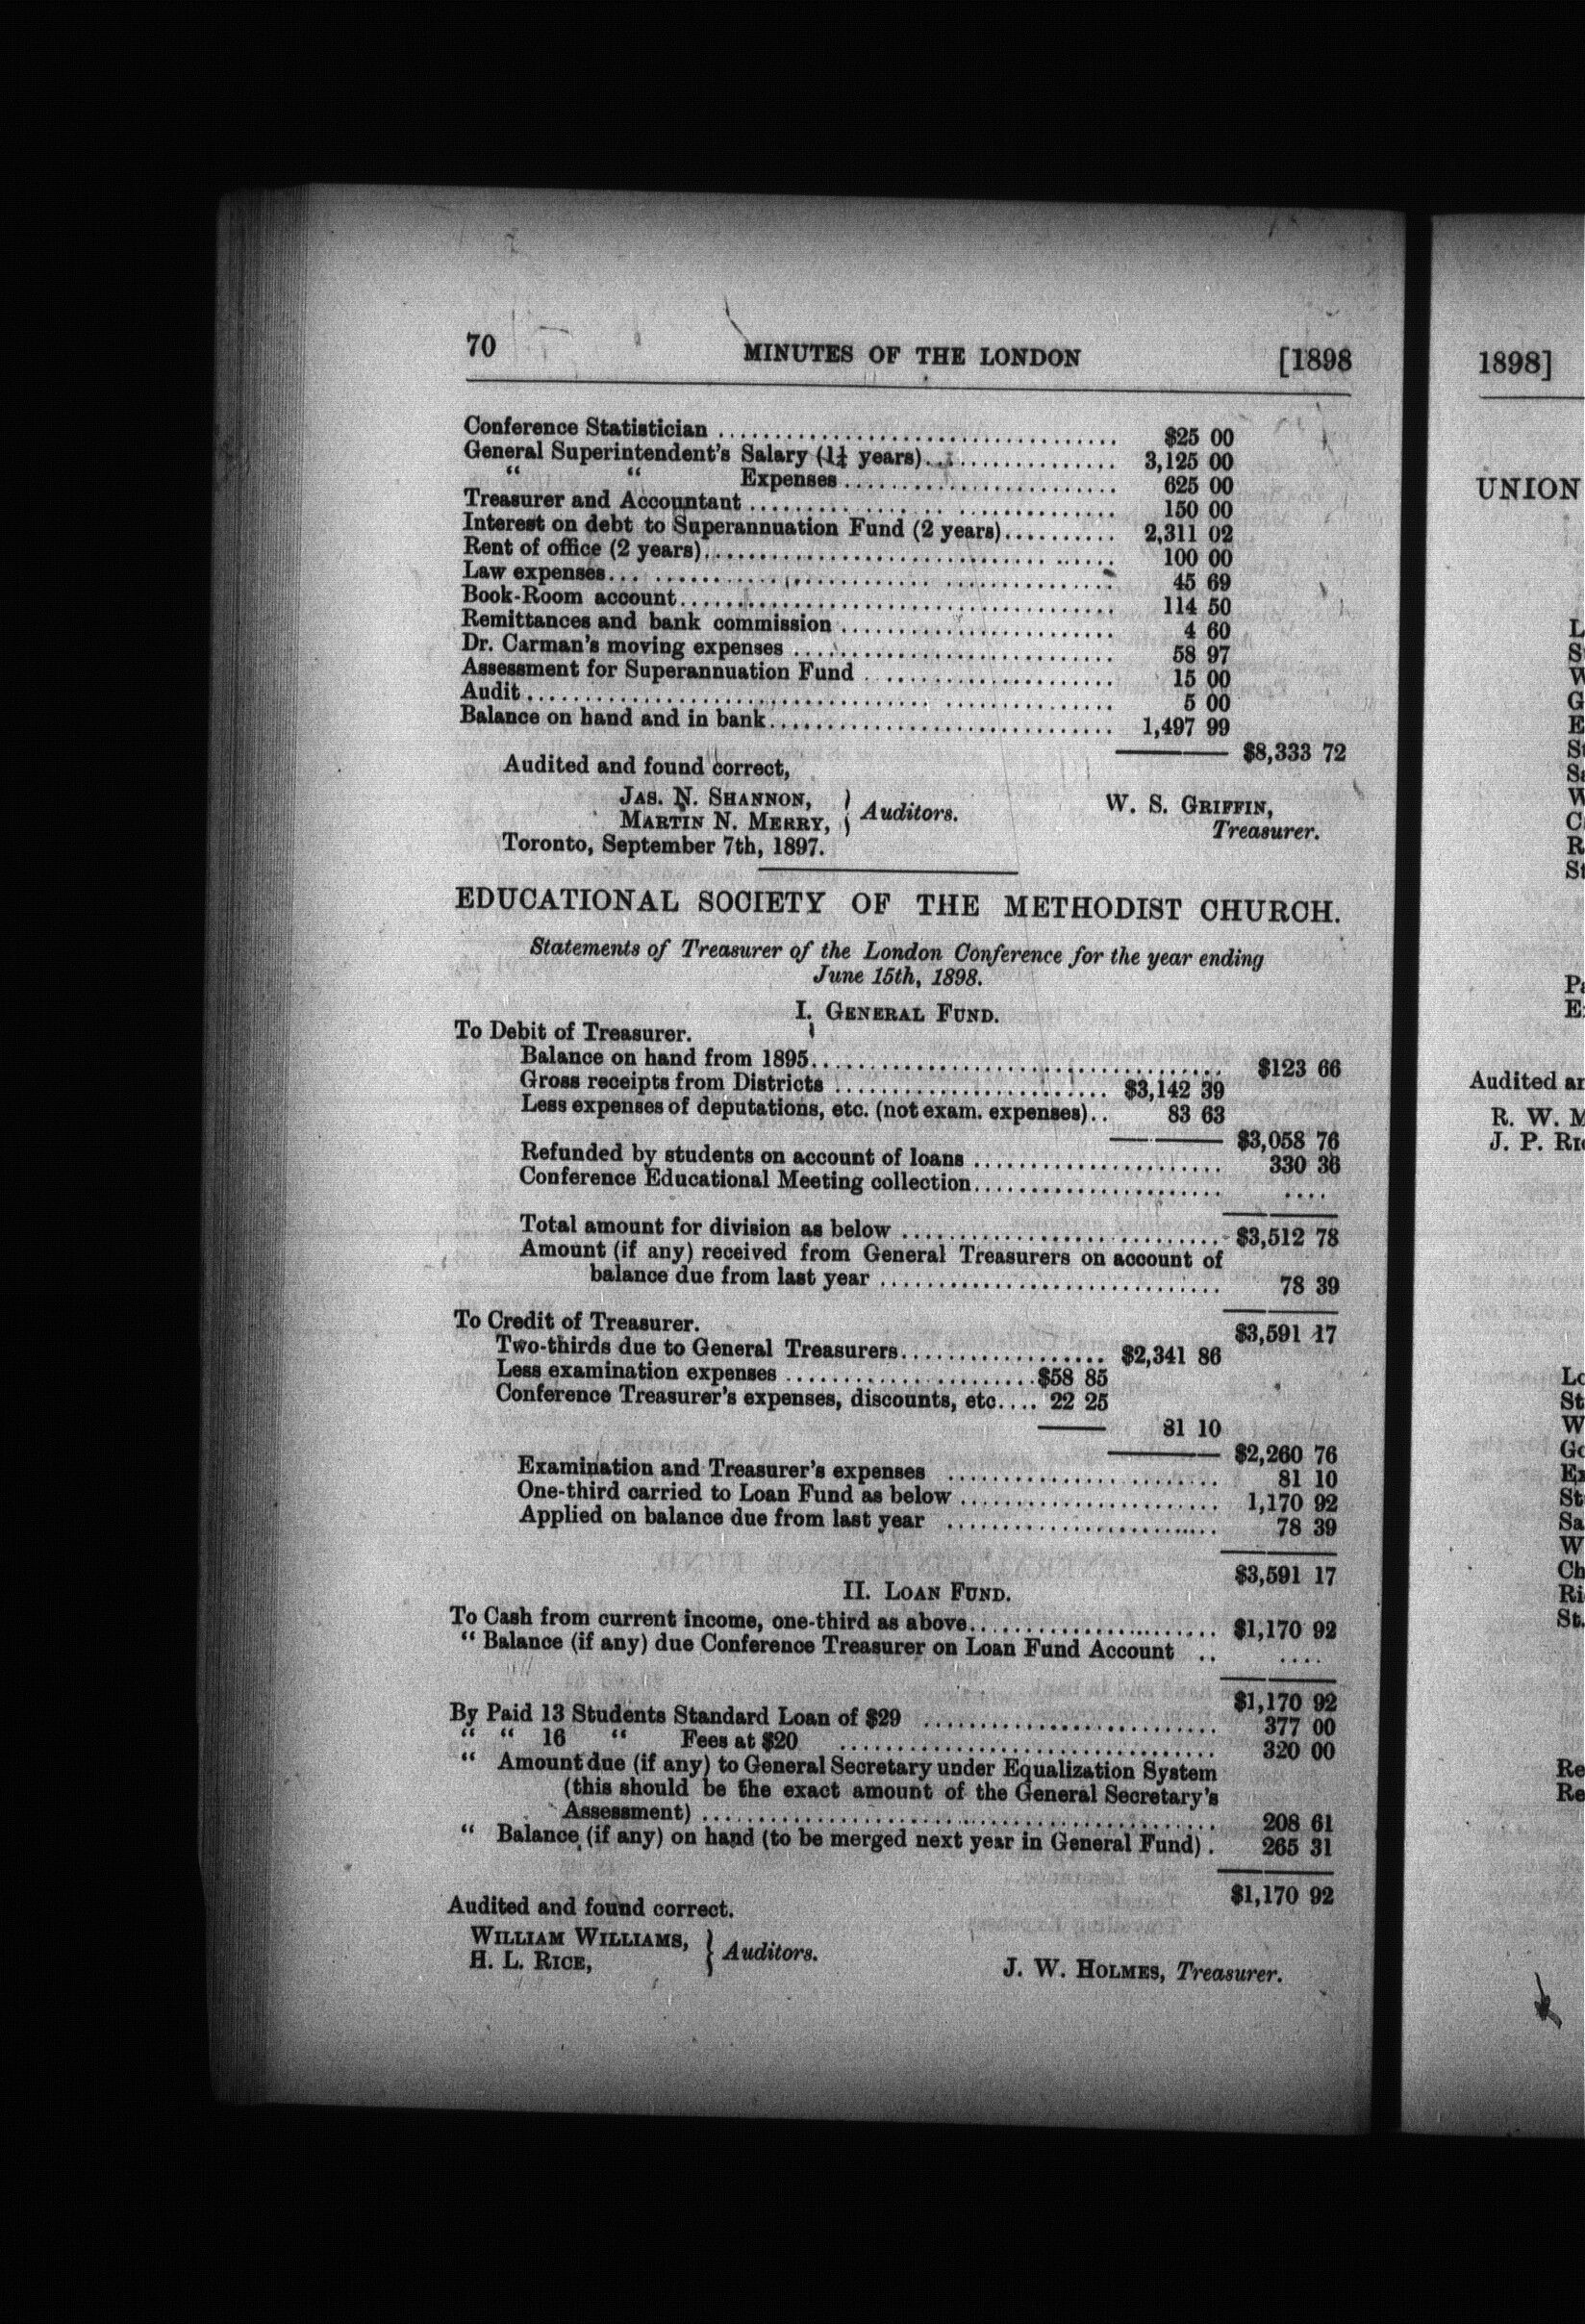 70 MINUTES OF THE LONDON [1898
Conference Statistician .................................. $25 00
General Superintendent's Salary (1¼ years)................ 3,125 00
" " Expenses ........................ 625 00
Treasurer and Accountant ................................ 150 00
Interest on debt to Superannuation Fund (2 years).......... 2,311 02
Rent of office (2 years)................................... 100 00
Law expenses............................................ 45 69
Book-Room account...................................... 114 50
Remittances and bank commission ........................ 4 60
Dr. Carman's moving expenses ............................ 58 97
Assessment for Superannuation Fund ...................... 15 00
Audit.................................................... 5 00
Balance on hand and in bank.............................. 1,497 99
$8,333 72
Audited and found correct,
JAS. N. SHANNON,
MARTIN N. MERRY, } Auditors.
W. S. GRIFFIN,
Treasurer.
Toronto, September 7th, 1897.
EDUCATIONAL SOCIETY OF THE METHODIST CHURCH.
Statements of Treasurer of the London Conference for the year ending
June 15th, 1898.
I. GENERAL FUND.
To Debit of Treasurer.
Balance on hand from 1895.................................... $123 66
Gross receipts from Districts ........................ $3,142 39
Less expenses of deputations, etc. (not exam. expenses).. 83 63
$3,058 76
Refunded by students on account of loans ...................... 330 36
Conference Educational Meeting collection...................... ....
Total amount for division as below ............................ $3,512 78
Amount (if any) received from General Treasurers on account of
balance due from last year .............................. 78 39
$3,591 17
To Credit of Treasurer.
Two-thirds due to General Treasurers.................. $2,341 86
Less examination expenses ......................$58 85
Conference Treasurer's expenses, discounts, etc.... 22 25
81 10
$2,260 76
Examination and Treasurer's expenses ........................ 81 10
One-third carried to Loan Fund as below ...................... 1,170 92
Applied on balance due from last year ........................ 78 39
$3,591 17
II. LOAN FUND.
To Cash from current income, one-third as above...................... $1,170 92
" Balance (if any) due Conference Treasurer on Loan Fund Account .. ....
$1,170 92
By Paid 13 Students Standard Loan of $29 .......................... 377 00
" " 16 " Fees at $20 ................................. 320 00
" Amount due (if any) to General Secretary under Equalization System
(this should be the exact amount of the General Secretary's
Assessment) .............................................. 208 61
" Balance (if any) on hand (to be merged next year in General Fund). 265 31
$1,170 92
Audited and found correct.
WILLIAM WILLIAMS,
H. L. RICE, } Auditors.
J. W. HOLMES, Treasurer.
1898]
UNION
Audited
R. W.
J. P.